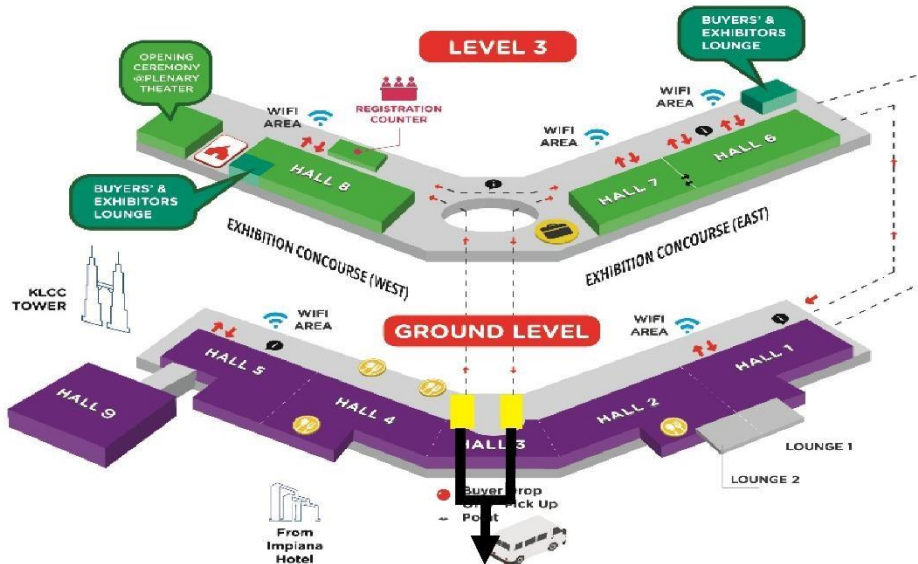 LEVEL 3
BUYERS' &
EXHIBITORS
LOUNGE
OPENING
CEREMONY
@PLENARY
THEATER
WIFI
AREA
REGISTRATION
COUNTER
WIFI
AREA
WIFI
AREA
HALL 8
HALL 7
HALL 6
BUYERS' &
EXHIBITORS
LOUNGE
EXHIBITION CONCOURSE (WEST)
EXHIBITION CONCOURSE (EAST)
KLCC
TOWER
WIFI
AREA
GROUND LEVEL
WIFI
AREA
HALL 9
HALL 5
HALL 4
HALL 3
HALL 2
HALL 1
LOUNGE 1
LOUNGE 2
From
Impiana
Hotel
Buyer Drop
Pick Up
Point